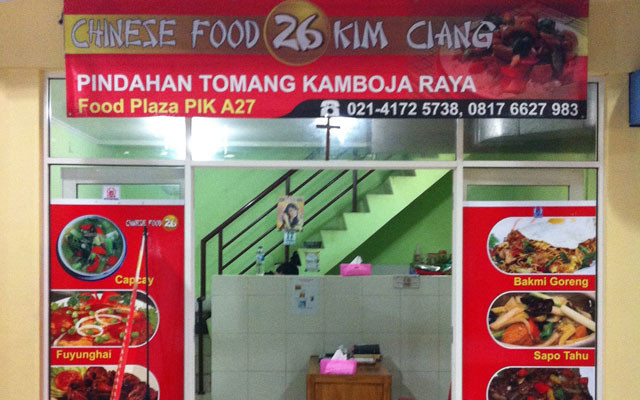 CHINESE FOOD 26 KIM CIANG
PINDAHAN TOMANG KAMBOJA RAYA
Food Plaza PIK A27
021-4172 5738, 0817 6627 983
CHINESE FOOD 26
Capcay
Fuyunghai
Bakmi Goreng
Sapo Tahu